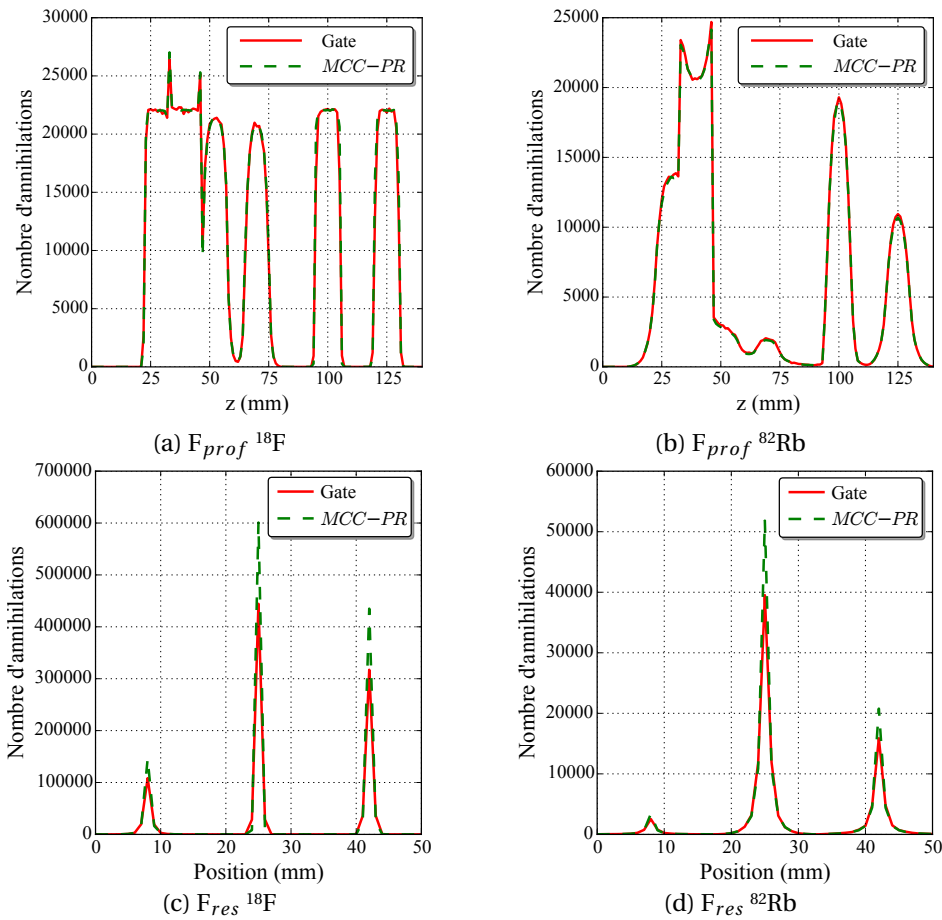 30000
25000
20000
15000
10000
5000
0
Nombre d'annihilations
Gate
MCC−PR
0 25 50 75 100 125
z (mm)
(a) F_prof ¹⁸F
25000
20000
15000
10000
5000
0
Nombre d'annihilations
Gate
MCC−PR
0 25 50 75 100 125
z (mm)
(b) F_prof ⁸²Rb
700000
600000
500000
400000
300000
200000
100000
0
Nombre d'annihilations
Gate
MCC−PR
0 10 20 30 40 50
Position (mm)
(c) F_res ¹⁸F
60000
50000
40000
30000
20000
10000
0
Nombre d'annihilations
Gate
MCC−PR
0 10 20 30 40 50
Position (mm)
(d) F_res ⁸²Rb